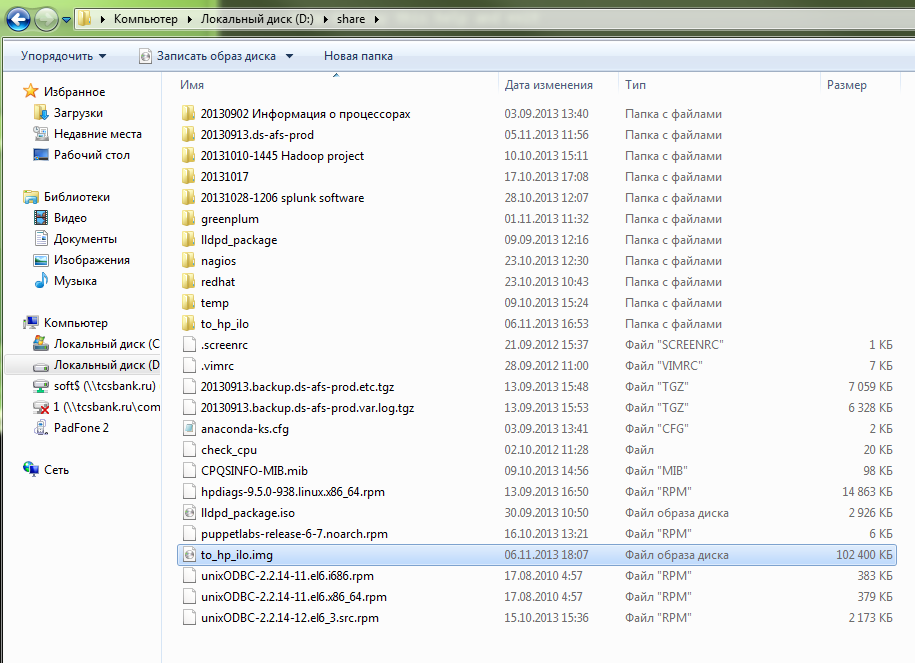 Компьютер ▸ Локальный диск (D:) ▸ share ▸
Упорядочить Записать образ диска Новая папка
Избранное
Загрузки
Недавние места
Рабочий стол
Библиотеки
Видео
Документы
Изображения
Музыка
Компьютер
Локальный диск (C
Локальный диск (D
soft$ (\\tcsbank.ru)
1 (\\tcsbank.ru\com
PadFone 2
Сеть
Имя Дата изменения Тип Размер
20130902 Информация о процессорах 03.09.2013 13:40 Папка с файлами
20130913.ds-afs-prod 05.11.2013 11:56 Папка с файлами
20131010-1445 Hadoop project 10.10.2013 15:11 Папка с файлами
20131017 17.10.2013 17:08 Папка с файлами
20131028-1206 splunk software 28.10.2013 12:07 Папка с файлами
greenplum 01.11.2013 11:32 Папка с файлами
lldpd_package 09.09.2013 12:16 Папка с файлами
nagios 23.10.2013 12:30 Папка с файлами
redhat 23.10.2013 10:43 Папка с файлами
temp 09.10.2013 15:24 Папка с файлами
to_hp_ilo 06.11.2013 16:53 Папка с файлами
.screenrc 21.09.2012 15:37 Файл "SCREENRC" 1 КБ
.vimrc 28.09.2012 11:00 Файл "VIMRC" 7 КБ
20130913.backup.ds-afs-prod.etc.tgz 13.09.2013 15:48 Файл "TGZ" 7 059 КБ
20130913.backup.ds-afs-prod.var.log.tgz 13.09.2013 15:53 Файл "TGZ" 6 328 КБ
anaconda-ks.cfg 03.09.2013 13:41 Файл "CFG" 2 КБ
check_cpu 02.10.2012 11:28 Файл 20 КБ
CPQSINFO-MIB.mib 09.10.2013 14:56 Файл "MIB" 98 КБ
hpdiags-9.5.0-938.linux.x86_64.rpm 13.09.2013 16:50 Файл "RPM" 14 863 КБ
lldpd_package.iso 30.09.2013 10:50 Файл образа диска 2 926 КБ
puppetlabs-release-6-7.noarch.rpm 16.10.2013 13:21 Файл "RPM" 6 КБ
to_hp_ilo.img 06.11.2013 18:07 Файл образа диска 102 400 КБ
unixODBC-2.2.14-11.el6.i686.rpm 17.08.2010 4:57 Файл "RPM" 383 КБ
unixODBC-2.2.14-11.el6.x86_64.rpm 17.08.2010 4:57 Файл "RPM" 379 КБ
unixODBC-2.2.14-12.el6_3.src.rpm 15.10.2013 15:36 Файл "RPM" 2 173 КБ